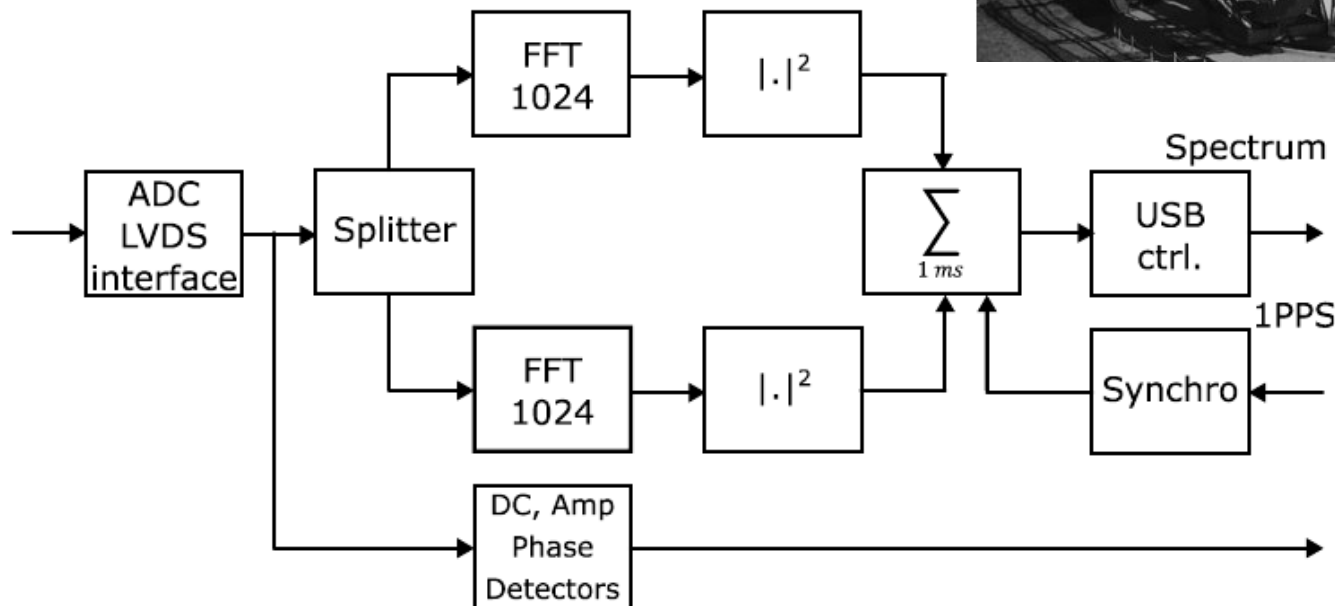 FFT
1024
|.|²
Spectrum
ADC
LVDS
interface
Splitter
∑
1 ms
USB
ctrl.
1PPS
FFT
1024
|.|²
Synchro
DC, Amp
Phase
Detectors